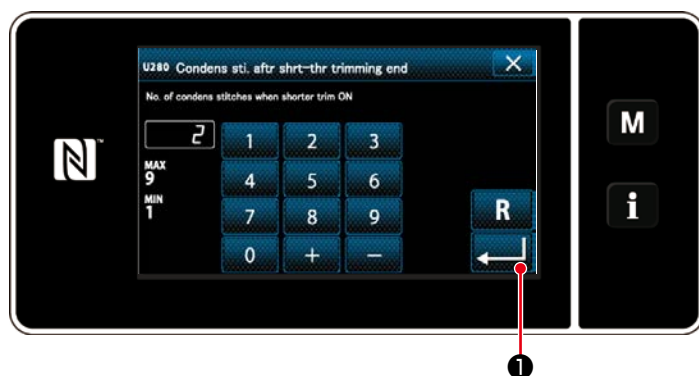 U280 Condens sti. aftr shrt-thr trimming end
No. of condens stitches when shorter trim ON
2
MAX
9
MIN
1
1 2 3
4 5 6
7 8 9
0 + −
R
M
i
N
❶